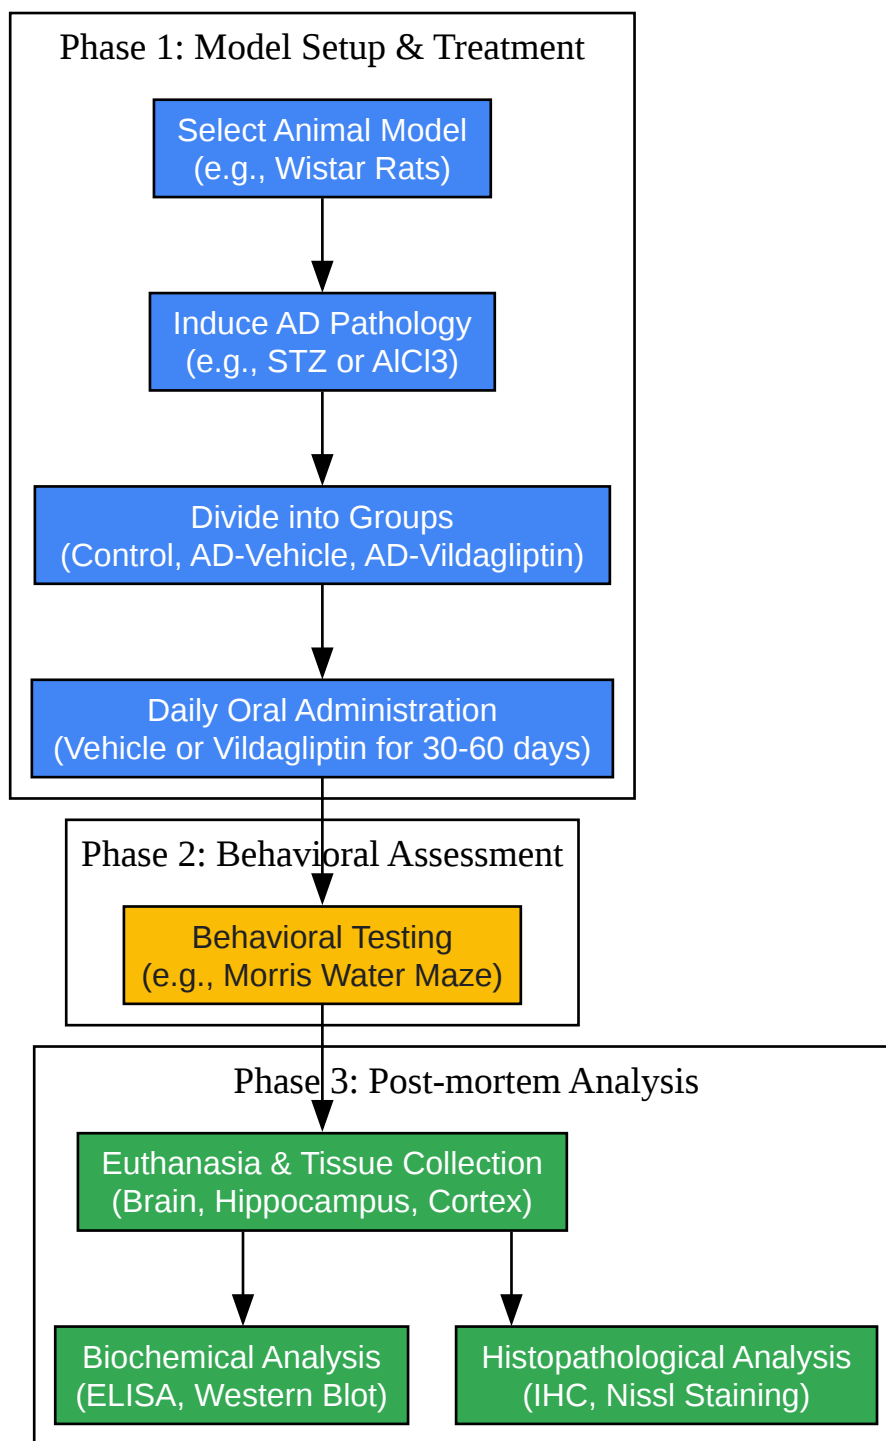 Phase 1: Model Setup & Treatment
Select Animal Model
(e.g., Wistar Rats)
Induce AD Pathology
(e.g., STZ or AlCl3)
Divide into Groups
(Control, AD-Vehicle, AD-Vildagliptin)
Daily Oral Administration
(Vehicle or Vildagliptin for 30-60 days)
Phase 2: Behavioral Assessment
Behavioral Testing
(e.g., Morris Water Maze)
Phase 3: Post-mortem Analysis
Euthanasia & Tissue Collection
(Brain, Hippocampus, Cortex)
Biochemical Analysis
(ELISA, Western Blot)
Histopathological Analysis
(IHC, Nissl Staining)